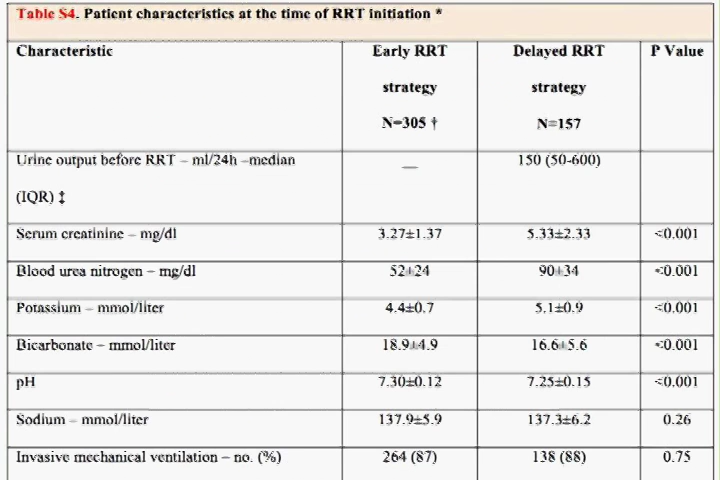 Table S4. Patient characteristics at the time of RRT initiation *
Characteristic Early RRT strategy N=305 † Delayed RRT strategy N=157 P Value
Urine output before RRT – ml/24h –median (IQR) ‡ — 150 (50-600)
Serum creatinine – mg/dl 3.27±1.37 5.33±2.33 <0.001
Blood urea nitrogen – mg/dl 52±24 90±34 <0.001
Potassium – mmol/liter 4.4±0.7 5.1±0.9 <0.001
Bicarbonate – mmol/liter 18.9±4.9 16.6±5.6 <0.001
pH 7.30±0.12 7.25±0.15 <0.001
Sodium – mmol/liter 137.9±5.9 137.3±6.2 0.26
Invasive mechanical ventilation – no. (%) 264 (87) 138 (88) 0.75